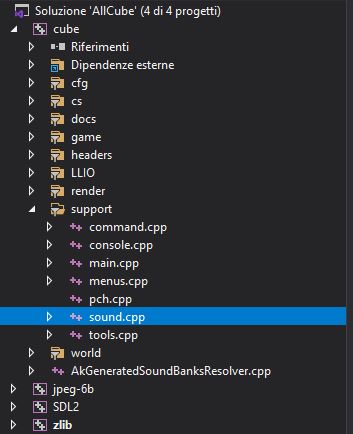 Soluzione 'AllCube' (4 di 4 progetti)
cube
Riferimenti
Dipendenze esterne
cfg
cs
docs
game
headers
LLIO
render
support
command.cpp
console.cpp
main.cpp
menus.cpp
pch.cpp
sound.cpp
tools.cpp
world
AkGeneratedSoundBanksResolver.cpp
jpeg-6b
SDL2
zlib